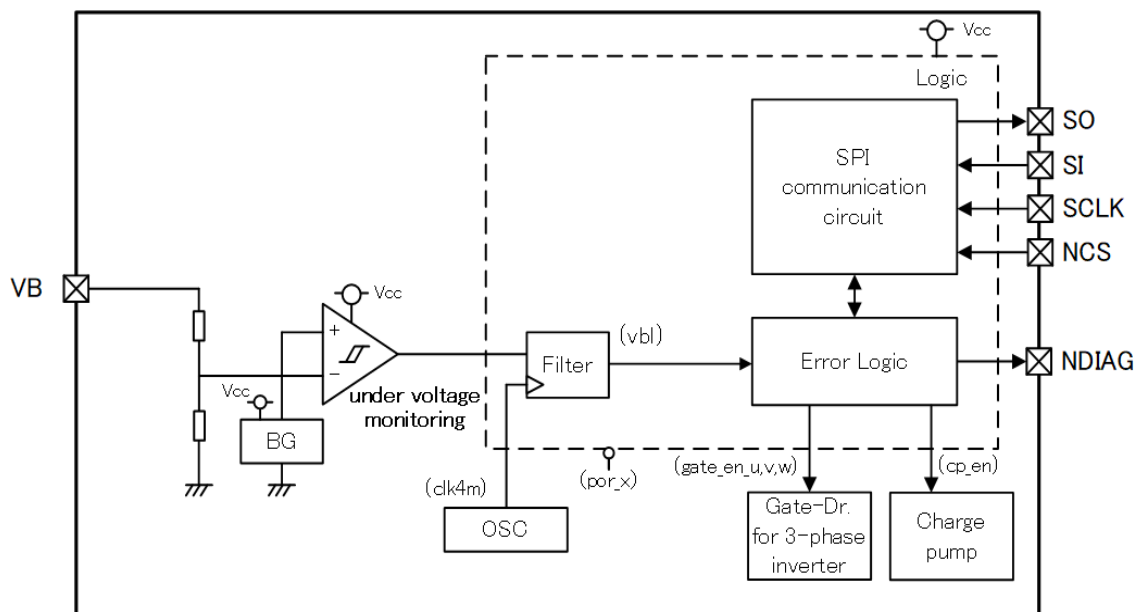 Vcc
Logic
SO
SPI
communication
circuit
SI
SCLK
NCS
VB
Vcc
+
−
(vbl)
Filter
Error Logic
NDIAG
Vcc
under voltage
monitoring
BG
(por_x)
(gate_en_u,v,w)
(cp_en)
(clk4m)
OSC
Gate-Dr.
for 3-phase
inverter
Charge
pump